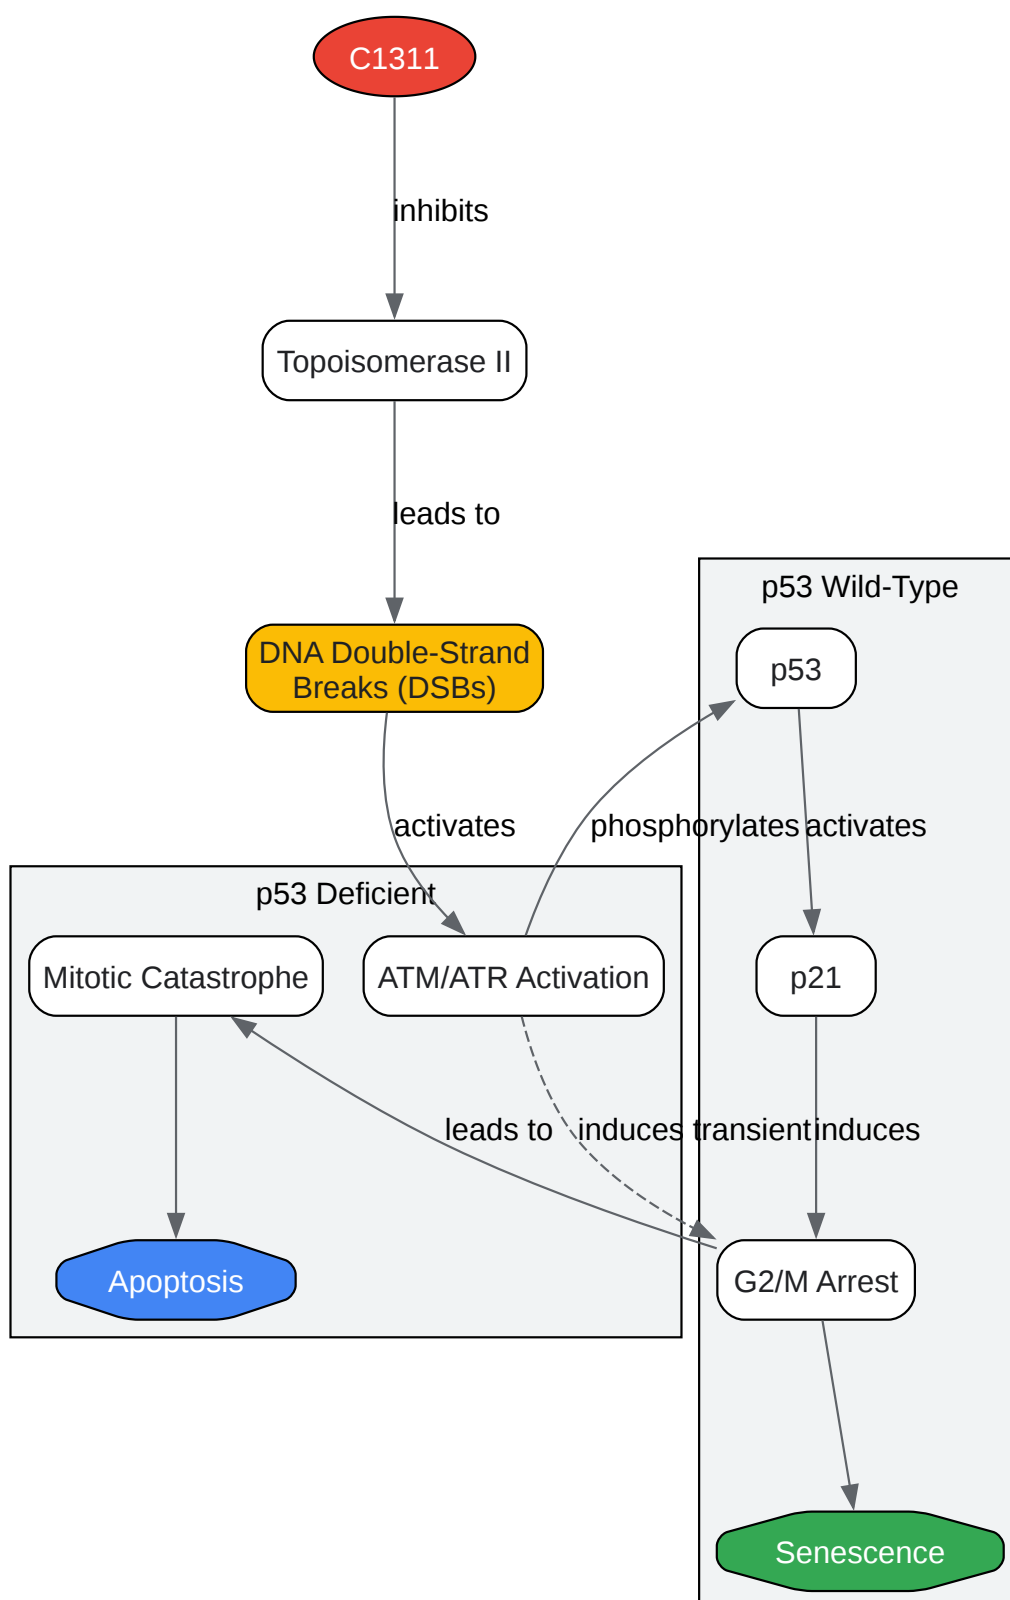 C1311
inhibits
Topoisomerase II
leads to
p53 Wild-Type
DNA Double-Strand
Breaks (DSBs)
p53
activates
phosphorylates
activates
p53 Deficient
Mitotic Catastrophe
ATM/ATR Activation
p21
leads to
induces transient
induces
Apoptosis
G2/M Arrest
Senescence